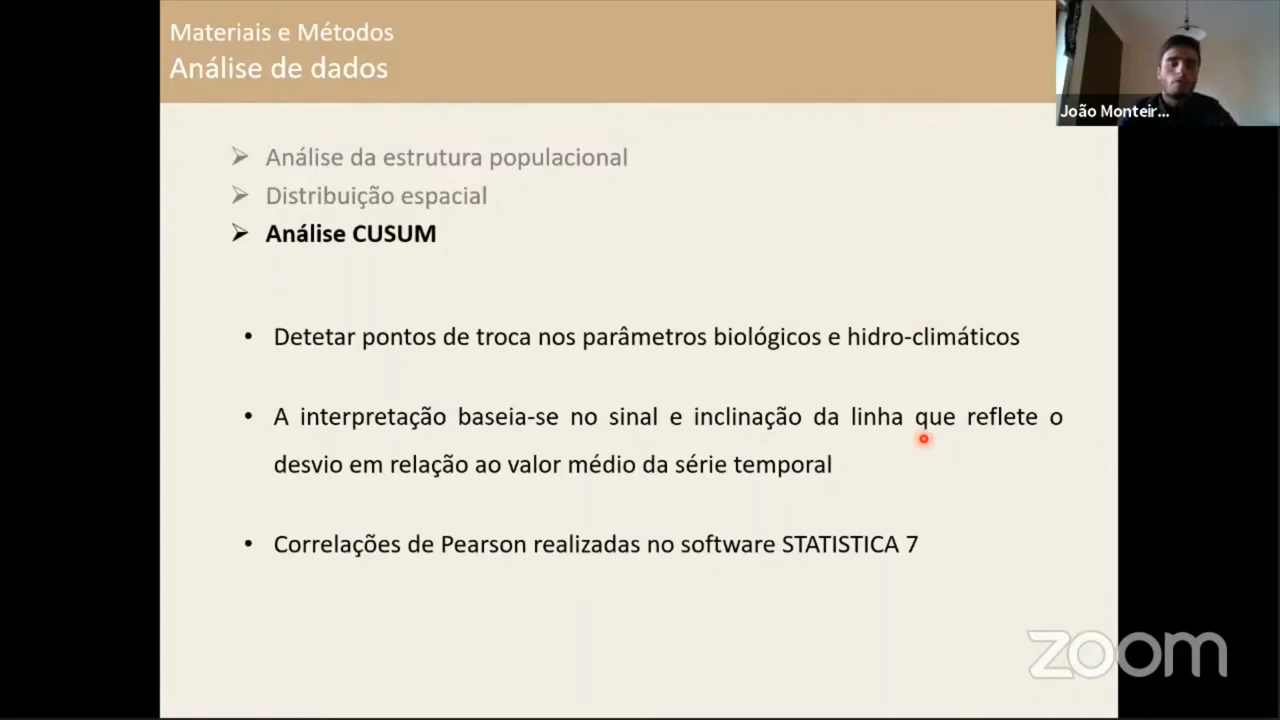 Materiais e Métodos
Análise de dados
João Monteir...
Análise da estrutura populacional
Distribuição espacial
Análise CUSUM
Detetar pontos de troca nos parâmetros biológicos e hidro-climáticos
A interpretação baseia-se no sinal e inclinação da linha que reflete o
desvio em relação ao valor médio da série temporal
Correlações de Pearson realizadas no software STATISTICA 7
zoom